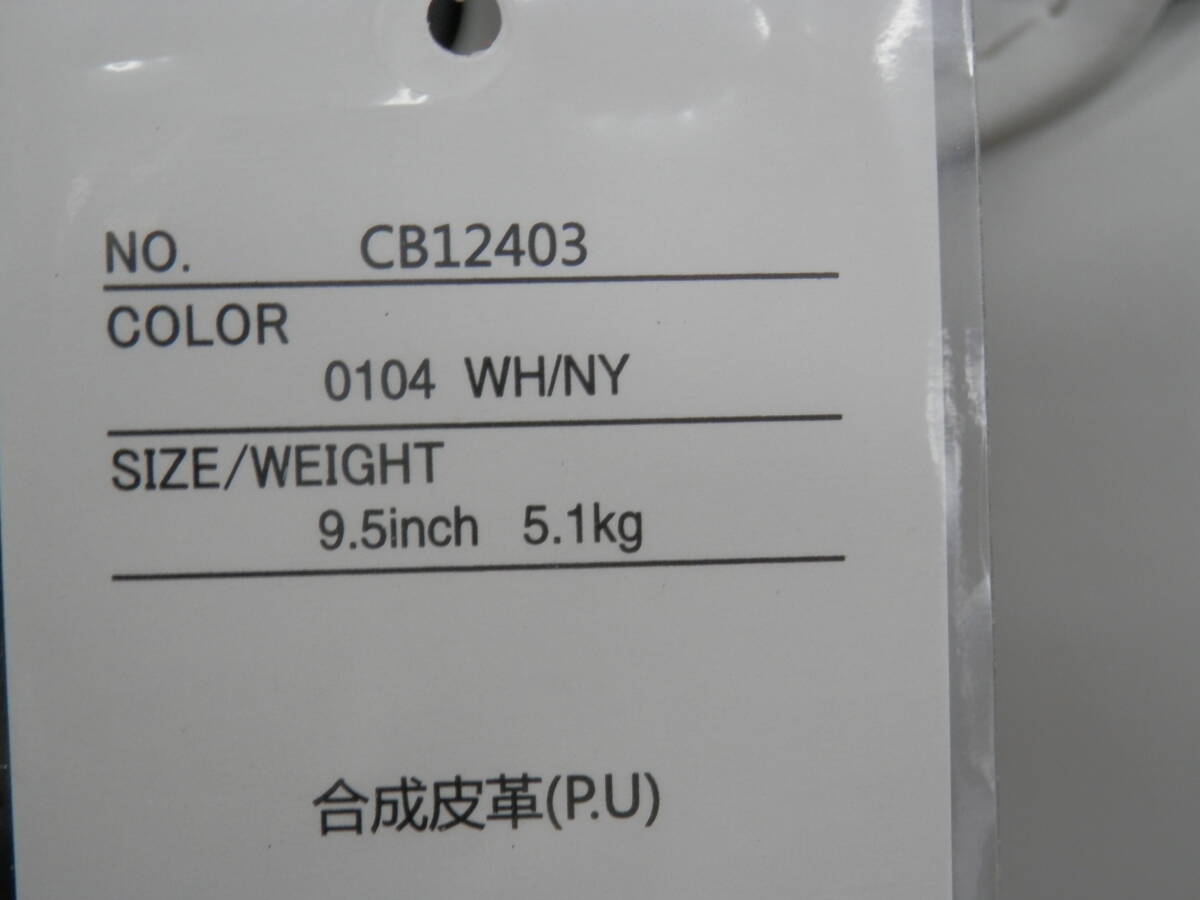 NO. CB12403
COLOR
0104 WH/NY
SIZE/WEIGHT
9.5inch 5.1kg
合成皮革(P.U)